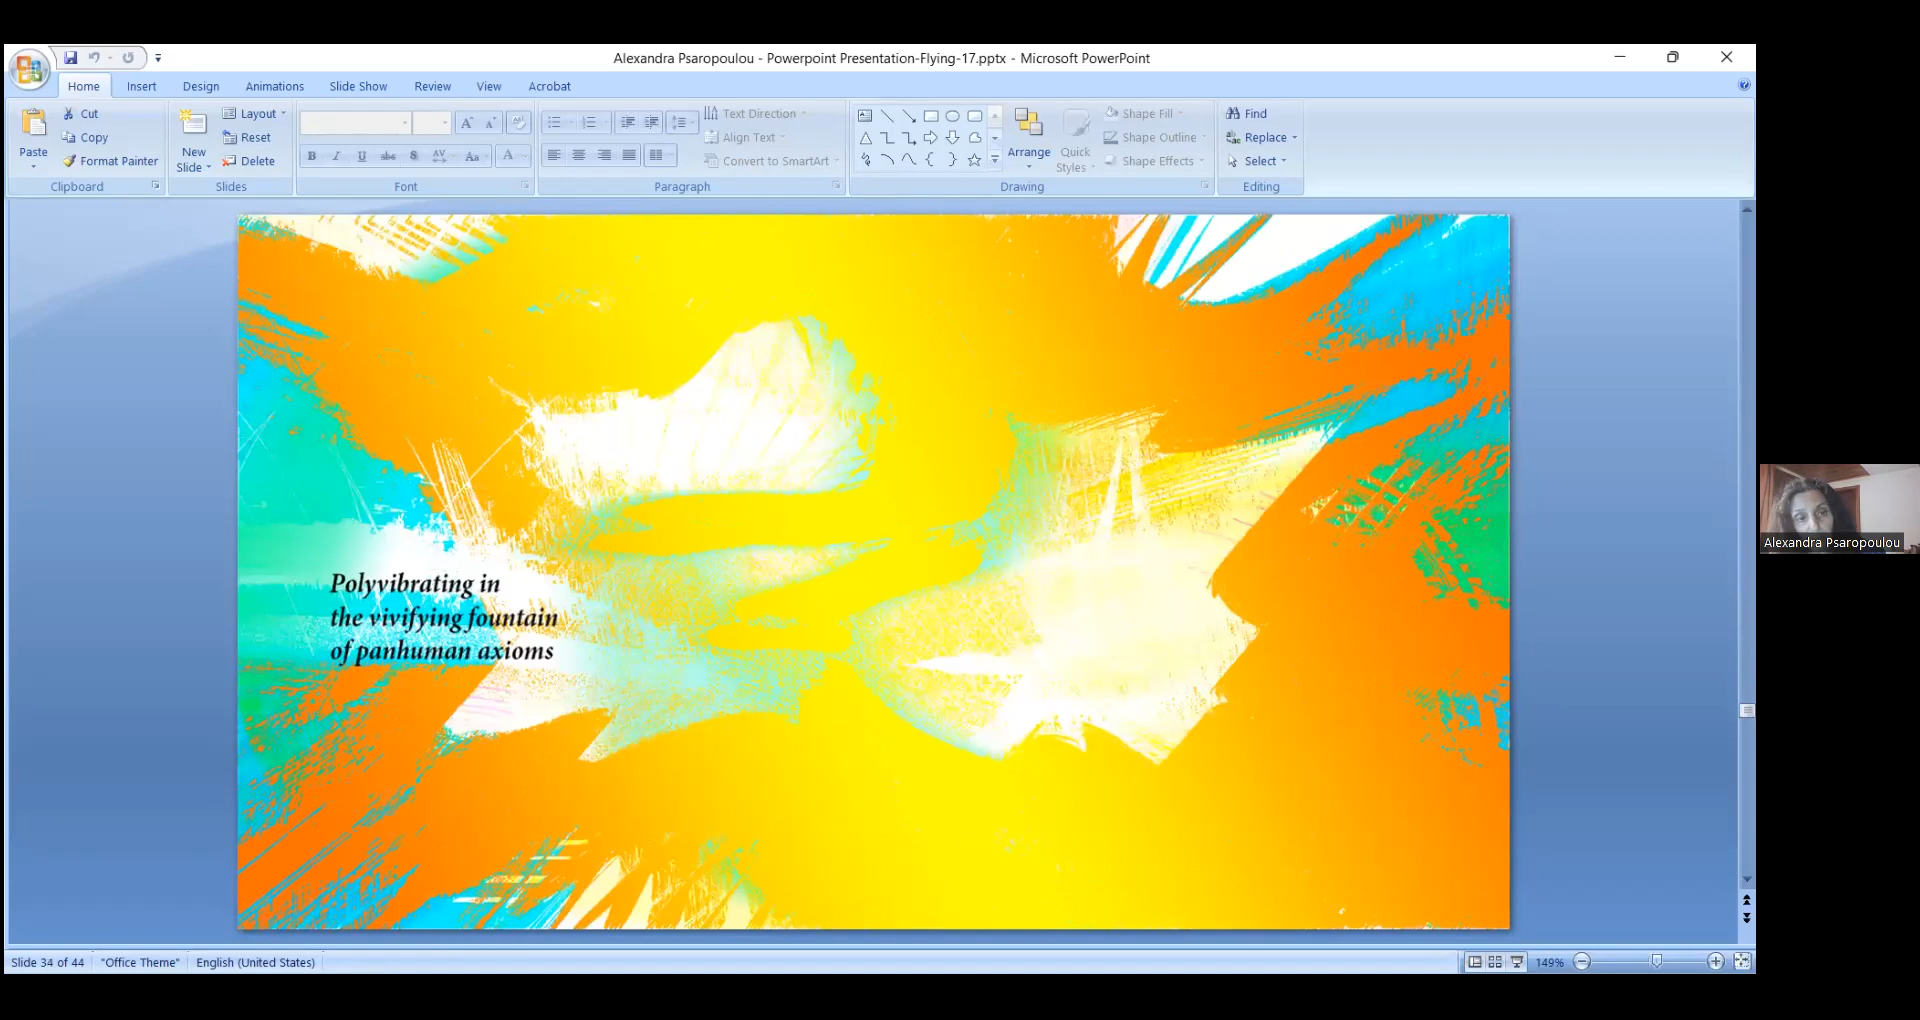 Alexandra Psaropoulou - Powerpoint Presentation-Flying-17.pptx - Microsoft PowerPoint
Home Insert Design Slide Show Animations Review View Acrobat
Paste
Cut
Copy
Format Painter
Clipboard
New Slide
Layout
Reset
Delete
Slides
Font
Text Direction
Align Text
Convert to SmartArt
Paragraph
Arrange
Quick Styles
Shape Fill
Shape Outline
Shape Effects
Drawing
Find
Replace
Select
Editing
Polyvibrating in
the vivifying fountain
of panhuman axioms
Alexandra Psaropoulou
Slide 34 of 44 "Office Theme" English (United States) 149%